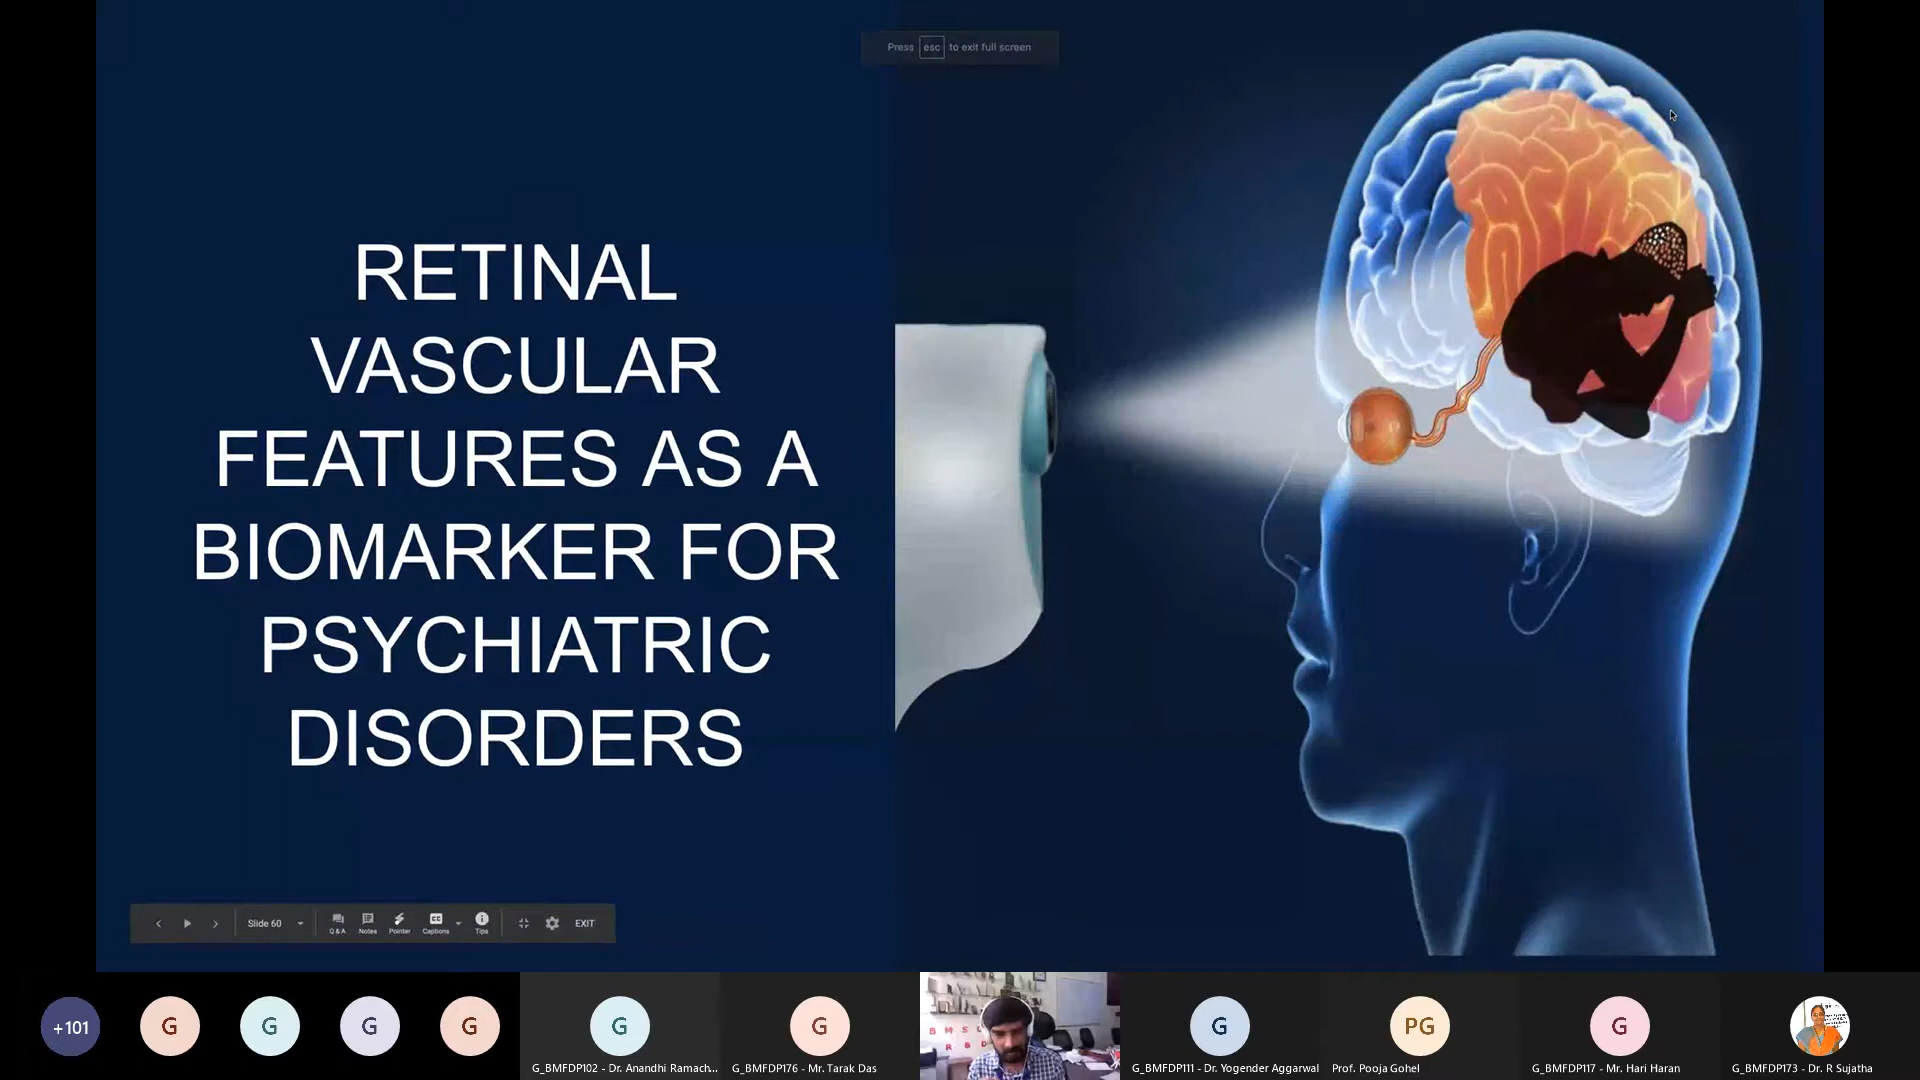 Press esc to exit full screen
RETINAL
VASCULAR
FEATURES AS A
BIOMARKER FOR
PSYCHIATRIC
DISORDERS
Slide 60
Q & A
Notes
Pointer
Captions
Tips
EXIT
+101
G
G
G
G
G
G_BMFDP102 - Dr. Anandhi Ramach...
G
G_BMFDP176 - Mr. Tarak Das
B M S
R & D
G
G_BMFDP111 - Dr. Yogender Aggarwal
PG
Prof. Pooja Gohel
G
G_BMFDP117 - Mr. Hari Haran
G_BMFDP173 - Dr. R Sujatha